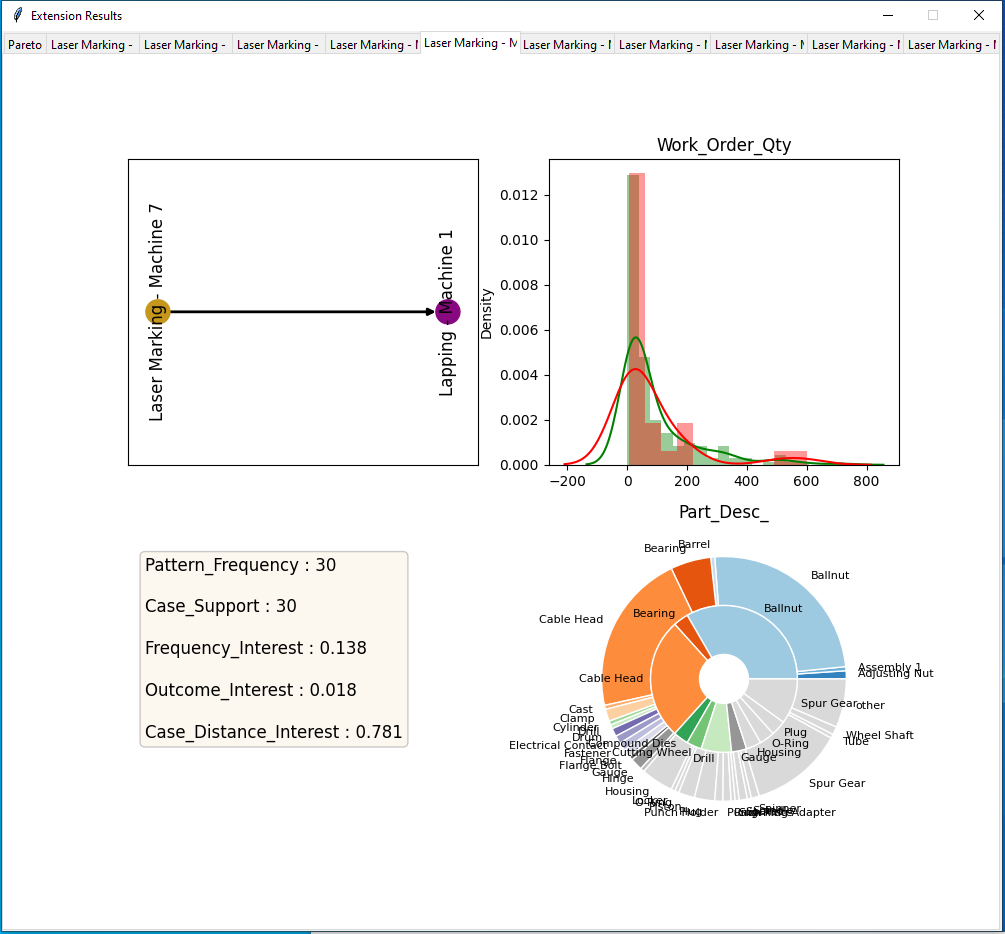 Extension Results
Pareto
Laser Marking -
Laser Marking -
Laser Marking -
Laser Marking - M
Laser Marking - M
Laser Marking - M
Laser Marking - M
Laser Marking - M
Laser Marking - M
Laser Marking - M
Laser Marking - Machine 7
Lapping - Machine 1
Work_Order_Qty
Density
0.012
0.010
0.008
0.006
0.004
0.002
0.000
−200
0
200
400
600
800
Pattern_Frequency : 30
Case_Support : 30
Frequency_Interest : 0.138
Outcome_Interest : 0.018
Case_Distance_Interest : 0.781
Part_Desc_
Barrel
Bearing
Ballnut
Cable Head
Assembly 1
Adjusting Nut
other
Wheel Shaft
Tube
Spur Gear
Cast
Clamp
Cylinder
Drill
Drum
Electrical Contact
Fastener
Flange
Flange Bolt
Gauge
Hinge
Housing
O-Ring
Piston
Plug
Punch Holder
Ballnut
Bearing
Cable Head
Compound Dies
Cutting Wheel
Drill
Gauge
Housing
O-Ring
Plug
Spur Gear
Spinner
Adapter